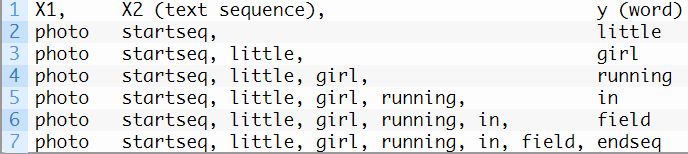 1 X1, X2 (text sequence), y (word)
2 photo startseq, little
3 photo startseq, little, girl
4 photo startseq, little, girl, running
5 photo startseq, little, girl, running, in
6 photo startseq, little, girl, running, in, field
7 photo startseq, little, girl, running, in, field, endseq